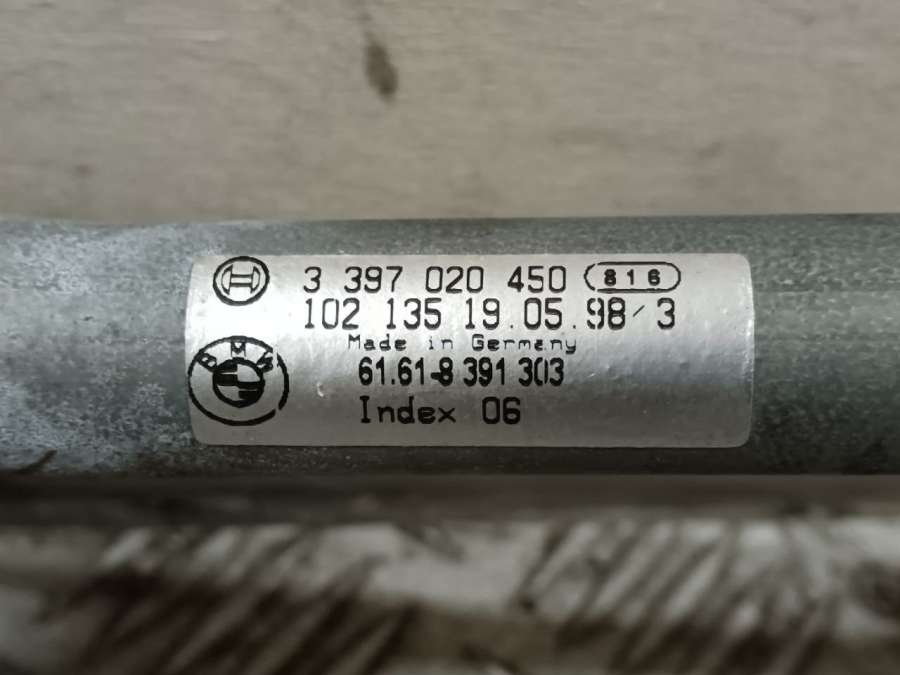 3 397 020 450 816
102 135 19.05.98/3
Made in Germany
BMW
61.61-8 391 303
Index 06